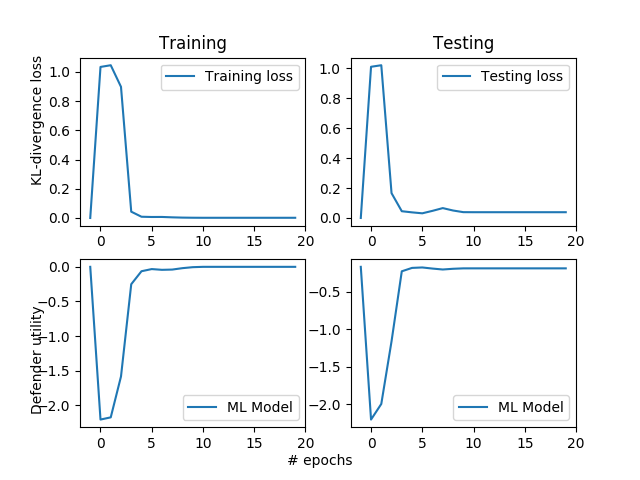 Training
Testing
KL-divergence loss
1.0
0.8
0.6
0.4
0.2
0.0
Training loss
0 5 10 15 20
1.0
0.8
0.6
0.4
0.2
0.0
Testing loss
0 5 10 15 20
Defender utility
0.0
−0.5
−1.0
−1.5
−2.0
ML Model
0 5 10 15 20
−0.5
−1.0
−1.5
−2.0
ML Model
0 5 10 15 20
# epochs